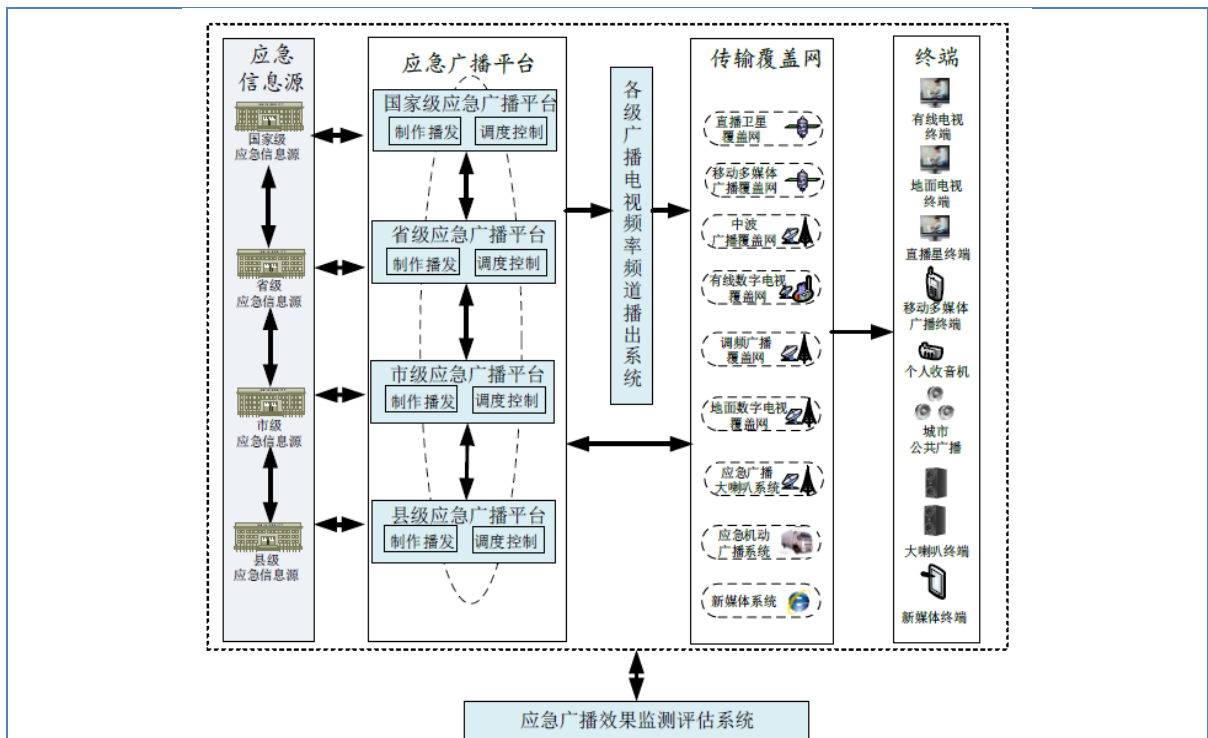 应急
信息源
国家级
应急信息源
省级
应急信息源
市级
应急信息源
县级
应急信息源
应急广播平台
国家级应急广播平台
制作播发
调度控制
省级应急广播平台
制作播发
调度控制
市级应急广播平台
制作播发
调度控制
县级应急广播平台
制作播发
调度控制
各级广播电视频率频道播出系统
传输覆盖网
直播卫星
覆盖网
移动多媒体
广播覆盖网
中波
广播覆盖网
有线数字电视
覆盖网
调频广播
覆盖网
地面数字电视
覆盖网
应急广播
大喇叭系统
应急机动
广播系统
新媒体系统
终端
有线电视
终端
地面电视
终端
直播星终端
移动多媒体
广播终端
个人收音机
城市
公共广播
大喇叭终端
新媒体终端
应急广播效果监测评估系统